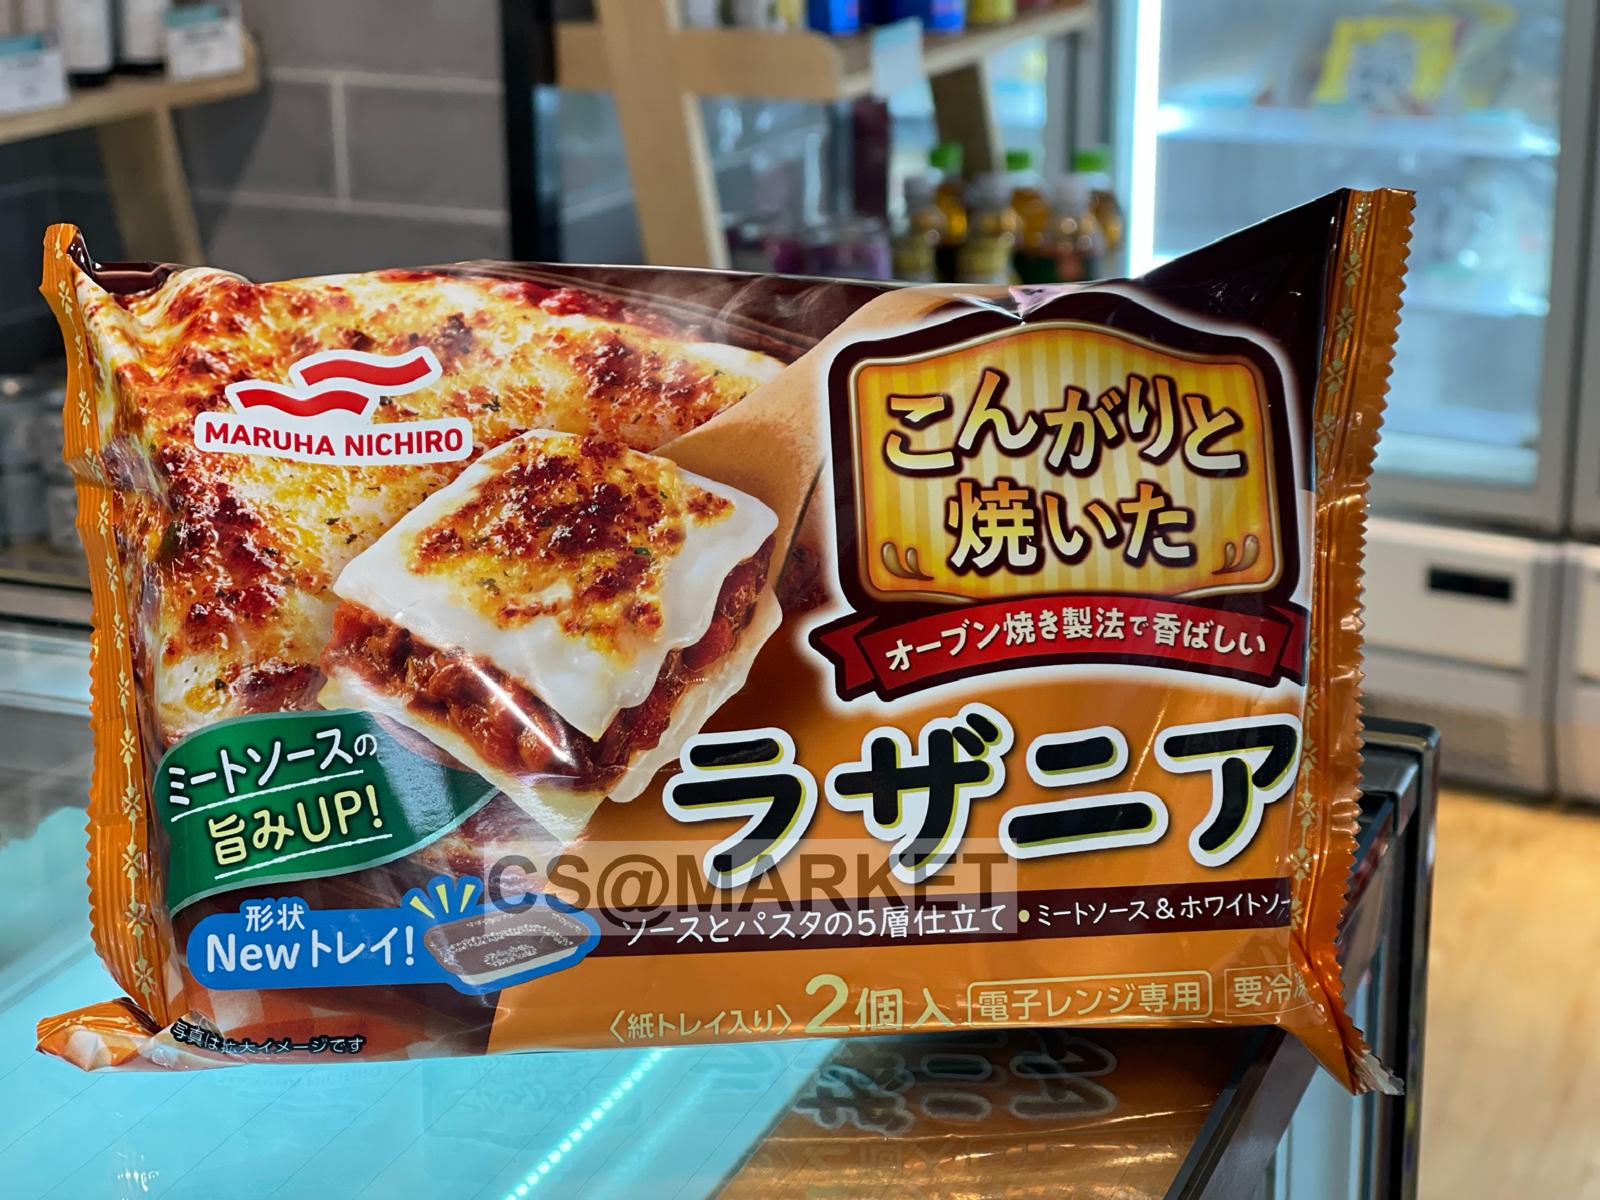 MARUHA NICHIRO
こんがりと
焼いた
オーブン焼き製法で香ばしい
ラザニア
ミートソースの
旨みUP!
形状
Newトレイ!
CS@MARKET
ソースとパスタの5層仕立て・ミートソース&ホワイトソー
〈紙トレイ入り〉2個入 電子レンジ専用 要冷凍
写真は拡大イメージです